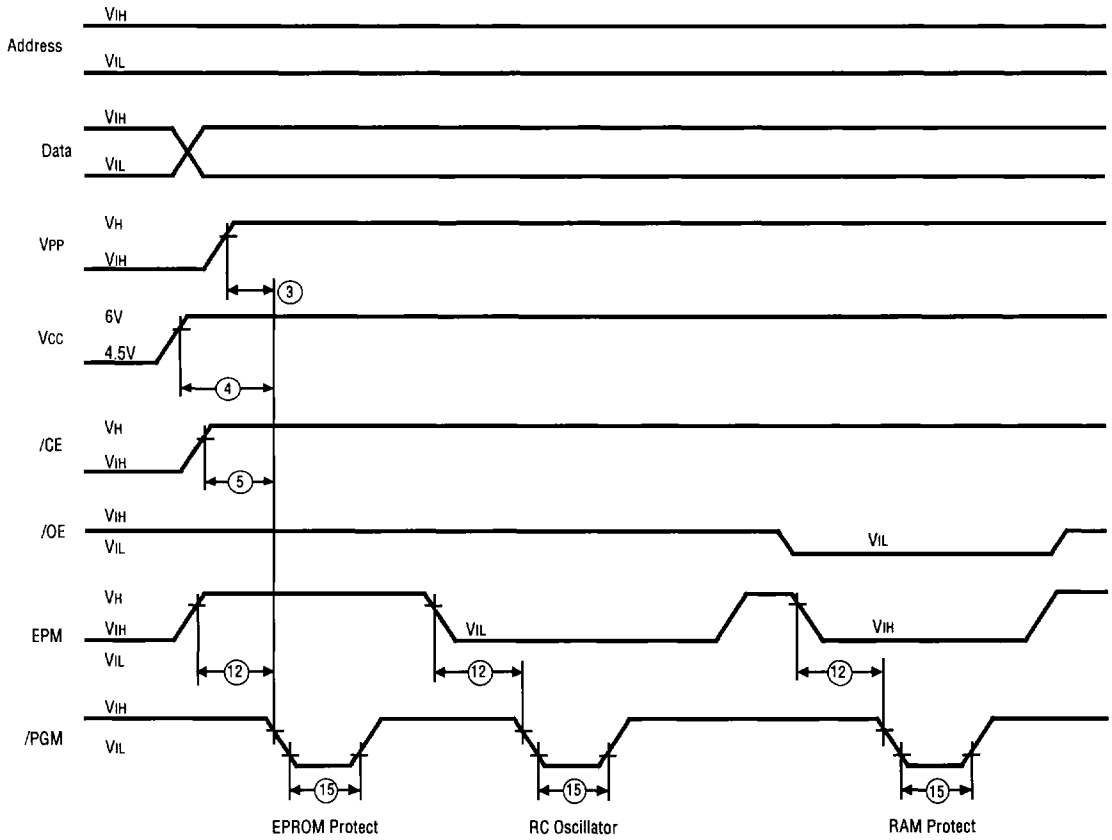 VIH
Address
VIL
VIH
Data
VIL
VH
VPP
VIH
3
6V
VCC
4.5V
4
VH
/CE
VIH
5
VIH
/OE
VIL
VIL
VH
EPM
VIH
VIL
VIH
VIL
12
12
12
VIH
/PGM
VIL
15
15
15
EPROM Protect
RC Oscillator
RAM Protect